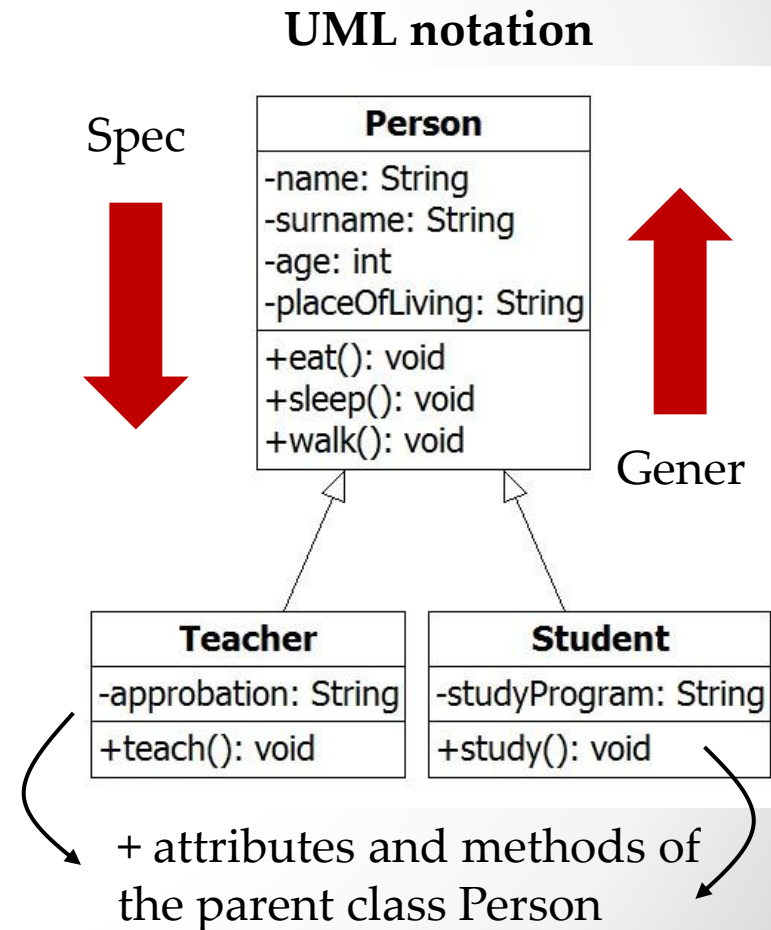 UML notation
Spec
Person
-name: String
-surname: String
-age: int
-placeOfLiving: String
+eat(): void
+sleep(): void
+walk(): void
Gener
Teacher
-approbation: String
+teach(): void
Student
-studyProgram: String
+study(): void
+ attributes and methods of
the parent class Person